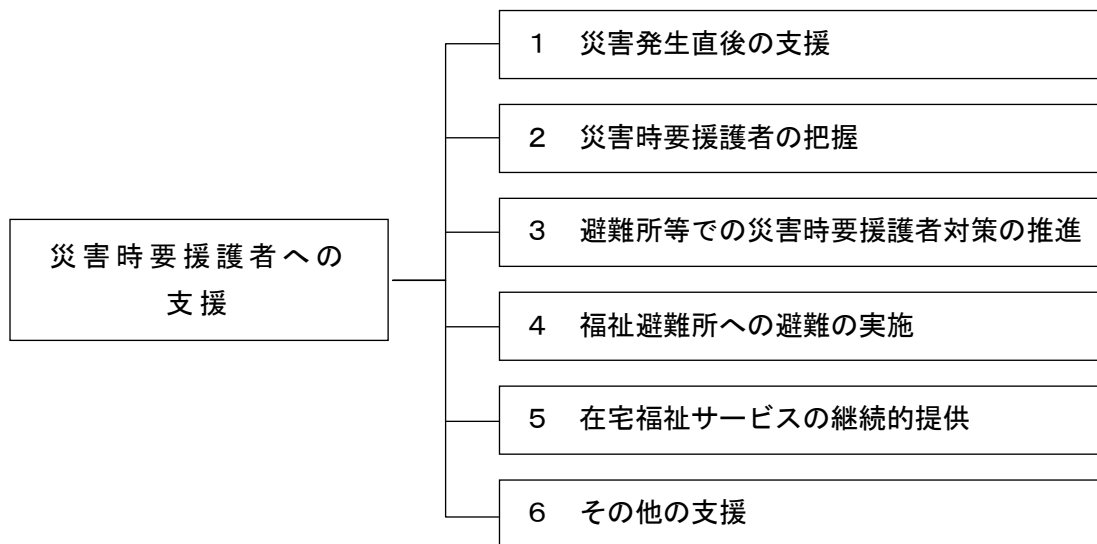 災害時要援護者への
支援
1 災害発生直後の支援
2 災害時要援護者の把握
3 避難所等での災害時要援護者対策の推進
4 福祉避難所への避難の実施
5 在宅福祉サービスの継続的提供
6 その他の支援